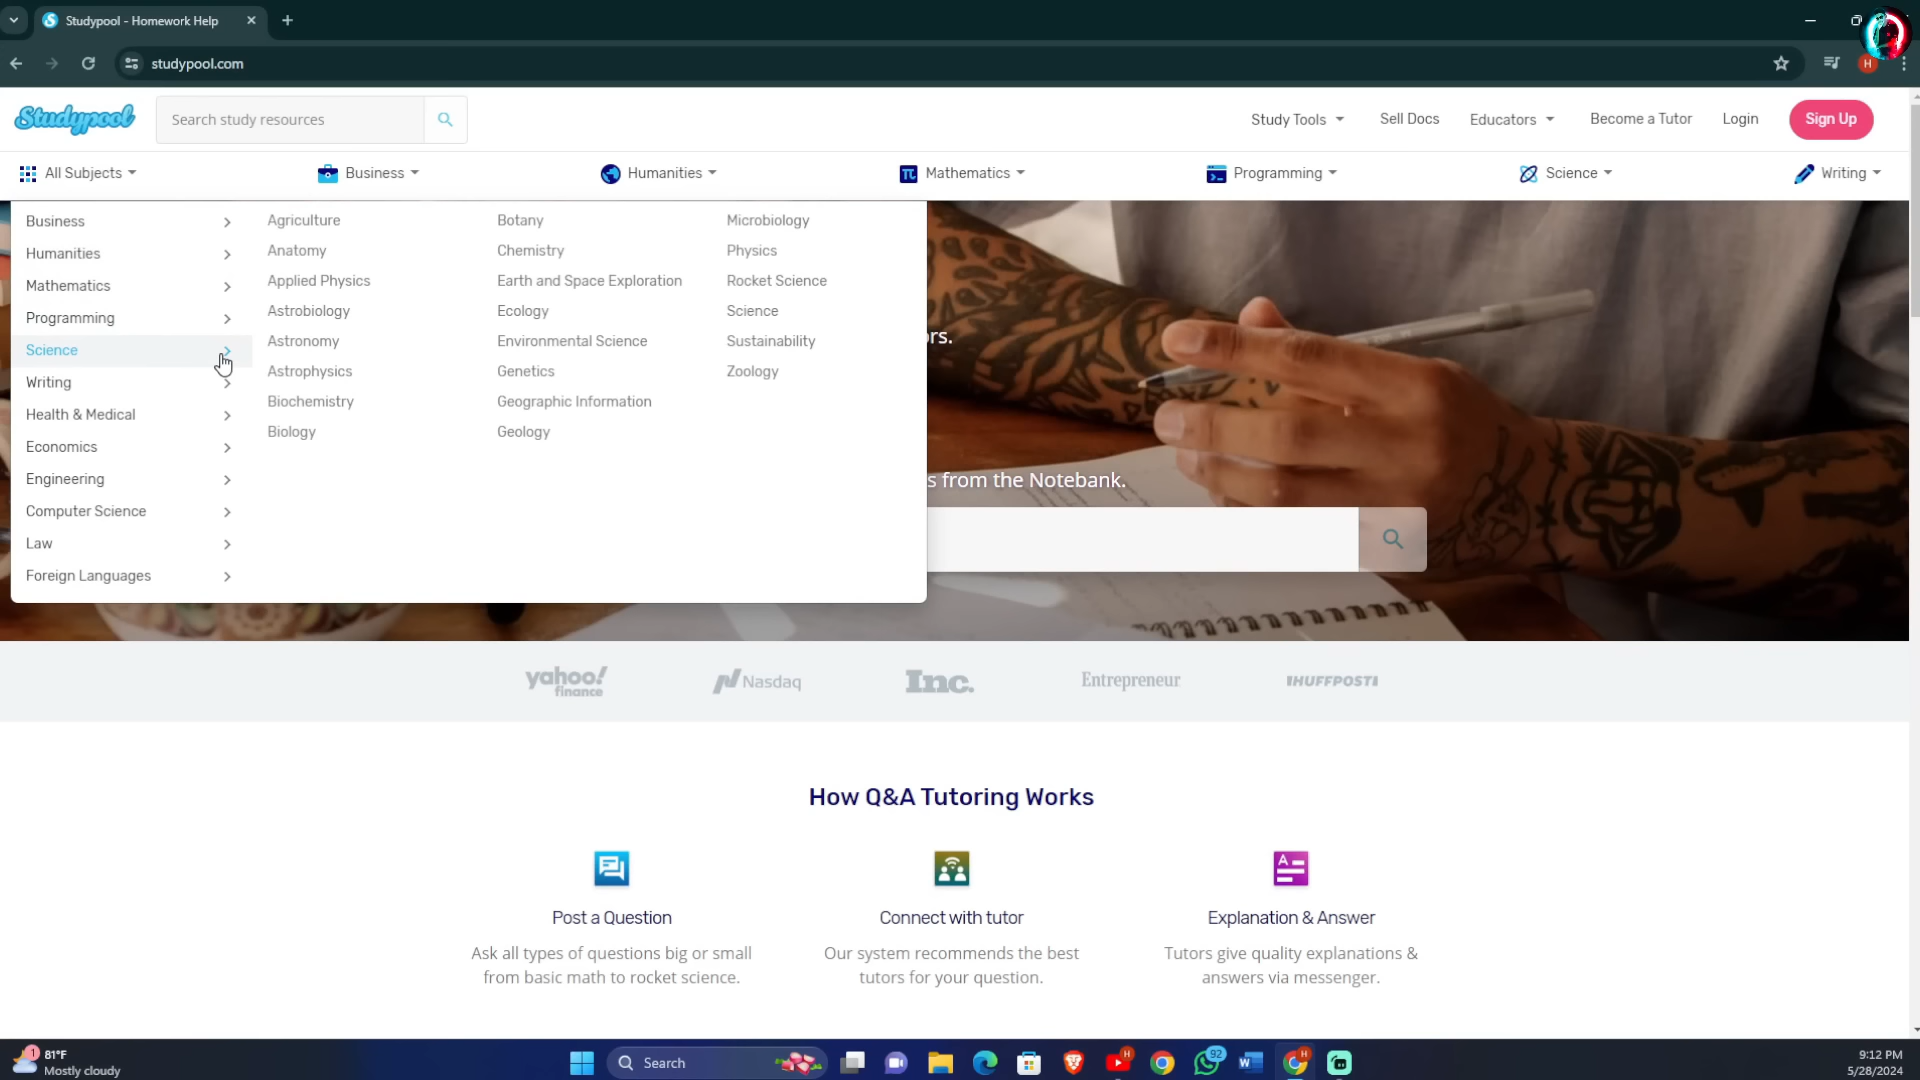 Studypool - Homework Help
studypool.com
H
Studypool
Search study resources
Study Tools
Sell Docs
Educators
Become a Tutor
Login
Sign Up
All Subjects
Business
Humanities
Mathematics
Programming
Science
Writing
Business
Humanities
Mathematics
Programming
Science
Writing
Health & Medical
Economics
Engineering
Computer Science
Law
Foreign Languages
Agriculture
Anatomy
Applied Physics
Astrobiology
Astronomy
Astrophysics
Biochemistry
Biology
Botany
Chemistry
Earth and Space Exploration
Ecology
Environmental Science
Genetics
Geographic Information
Geology
Microbiology
Physics
Rocket Science
Science
Sustainability
Zoology
ors.
s from the Notebank.
yahoo! finance
Nasdaq
Inc.
Entrepreneur
HUFFPOST
How Q&A Tutoring Works
Post a Question
Ask all types of questions big or small
from basic math to rocket science.
Connect with tutor
Our system recommends the best
tutors for your question.
Explanation & Answer
Tutors give quality explanations &
answers via messenger.
1
81°F
Mostly cloudy
Search
H
92
H
9:12 PM
5/28/2024